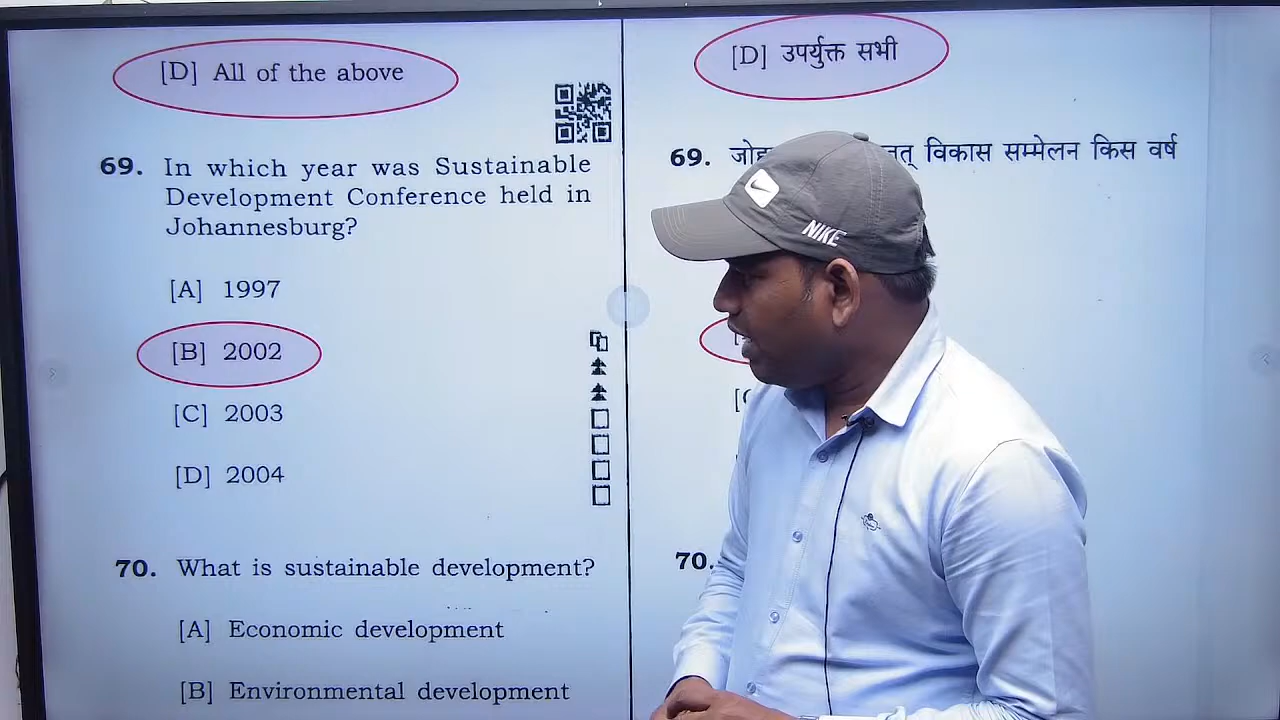 [D] All of the above
69. In which year was Sustainable
Development Conference held in
Johannesburg?
[A] 1997
[B] 2002
[C] 2003
[D] 2004
70. What is sustainable development?
[A] Economic development
[B] Environmental development
[D] उपर्युक्त सभी
69. विकास सम्मेलन किस वर्ष
70.
NIKE